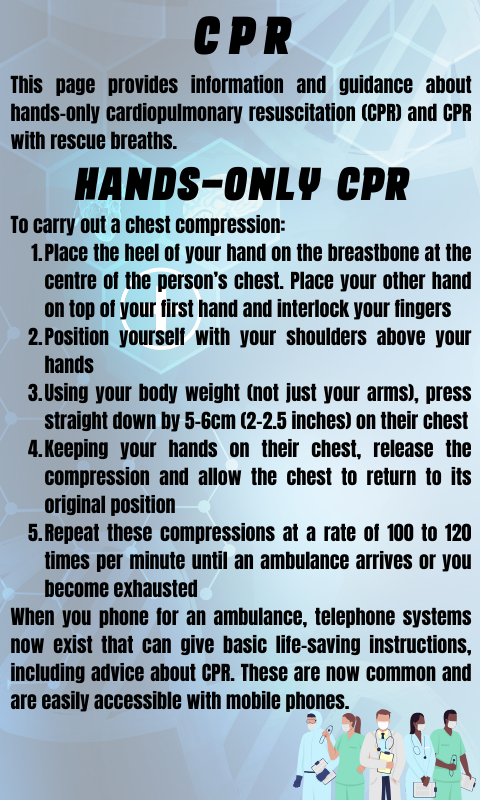 CPR
This page provides information and guidance about
hands-only cardiopulmonary resuscitation (CPR) and CPR
with rescue breaths.
HANDS-ONLY CPR
To carry out a chest compression:
1. Place the heel of your hand on the breastbone at the
centre of the person's chest. Place your other hand
on top of your first hand and interlock your fingers
2. Position yourself with your shoulders above your
hands
3. Using your body weight (not just your arms), press
straight down by 5-6cm (2-2.5 inches) on their chest
4. Keeping your hands on their chest, release the
compression and allow the chest to return to its
original position
5. Repeat these compressions at a rate of 100 to 120
times per minute until an ambulance arrives or you
become exhausted
When you phone for an ambulance, telephone systems
now exist that can give basic life-saving instructions,
including advice about CPR. These are now common and
are easily accessible with mobile phones.